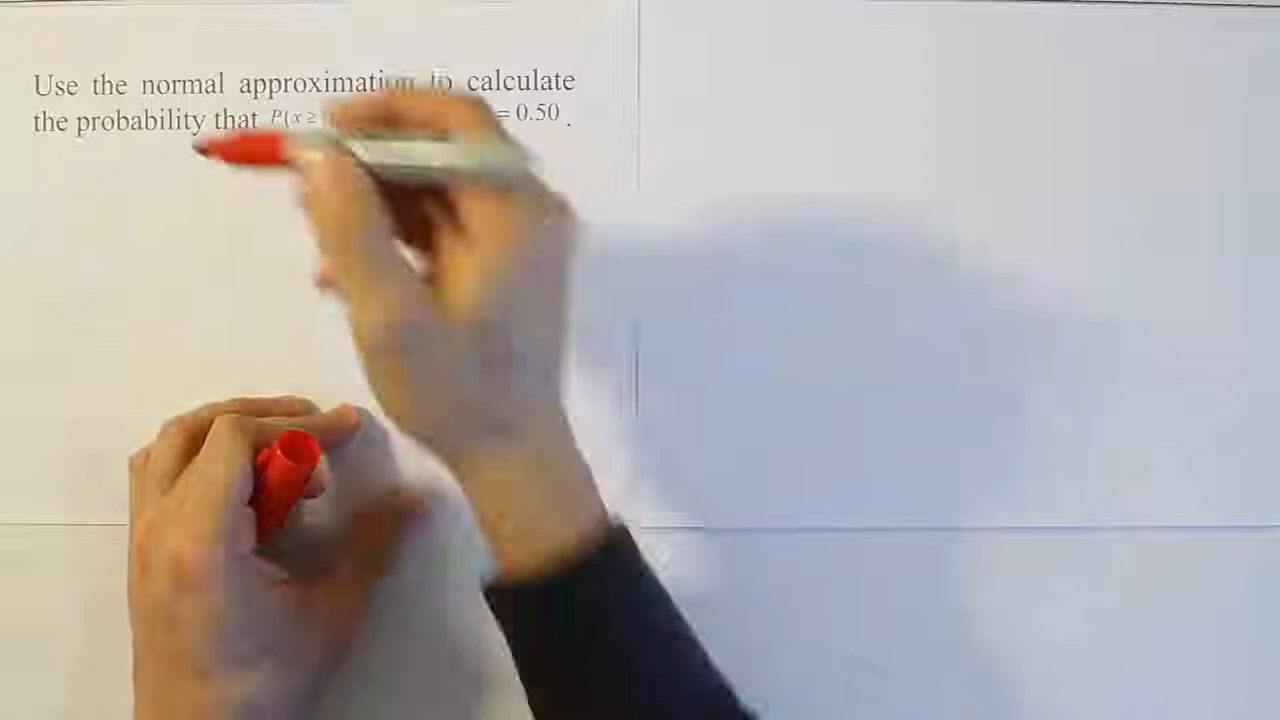 Use the normal approximation to calculate
the probability that P(x ≥ = 0.50 .